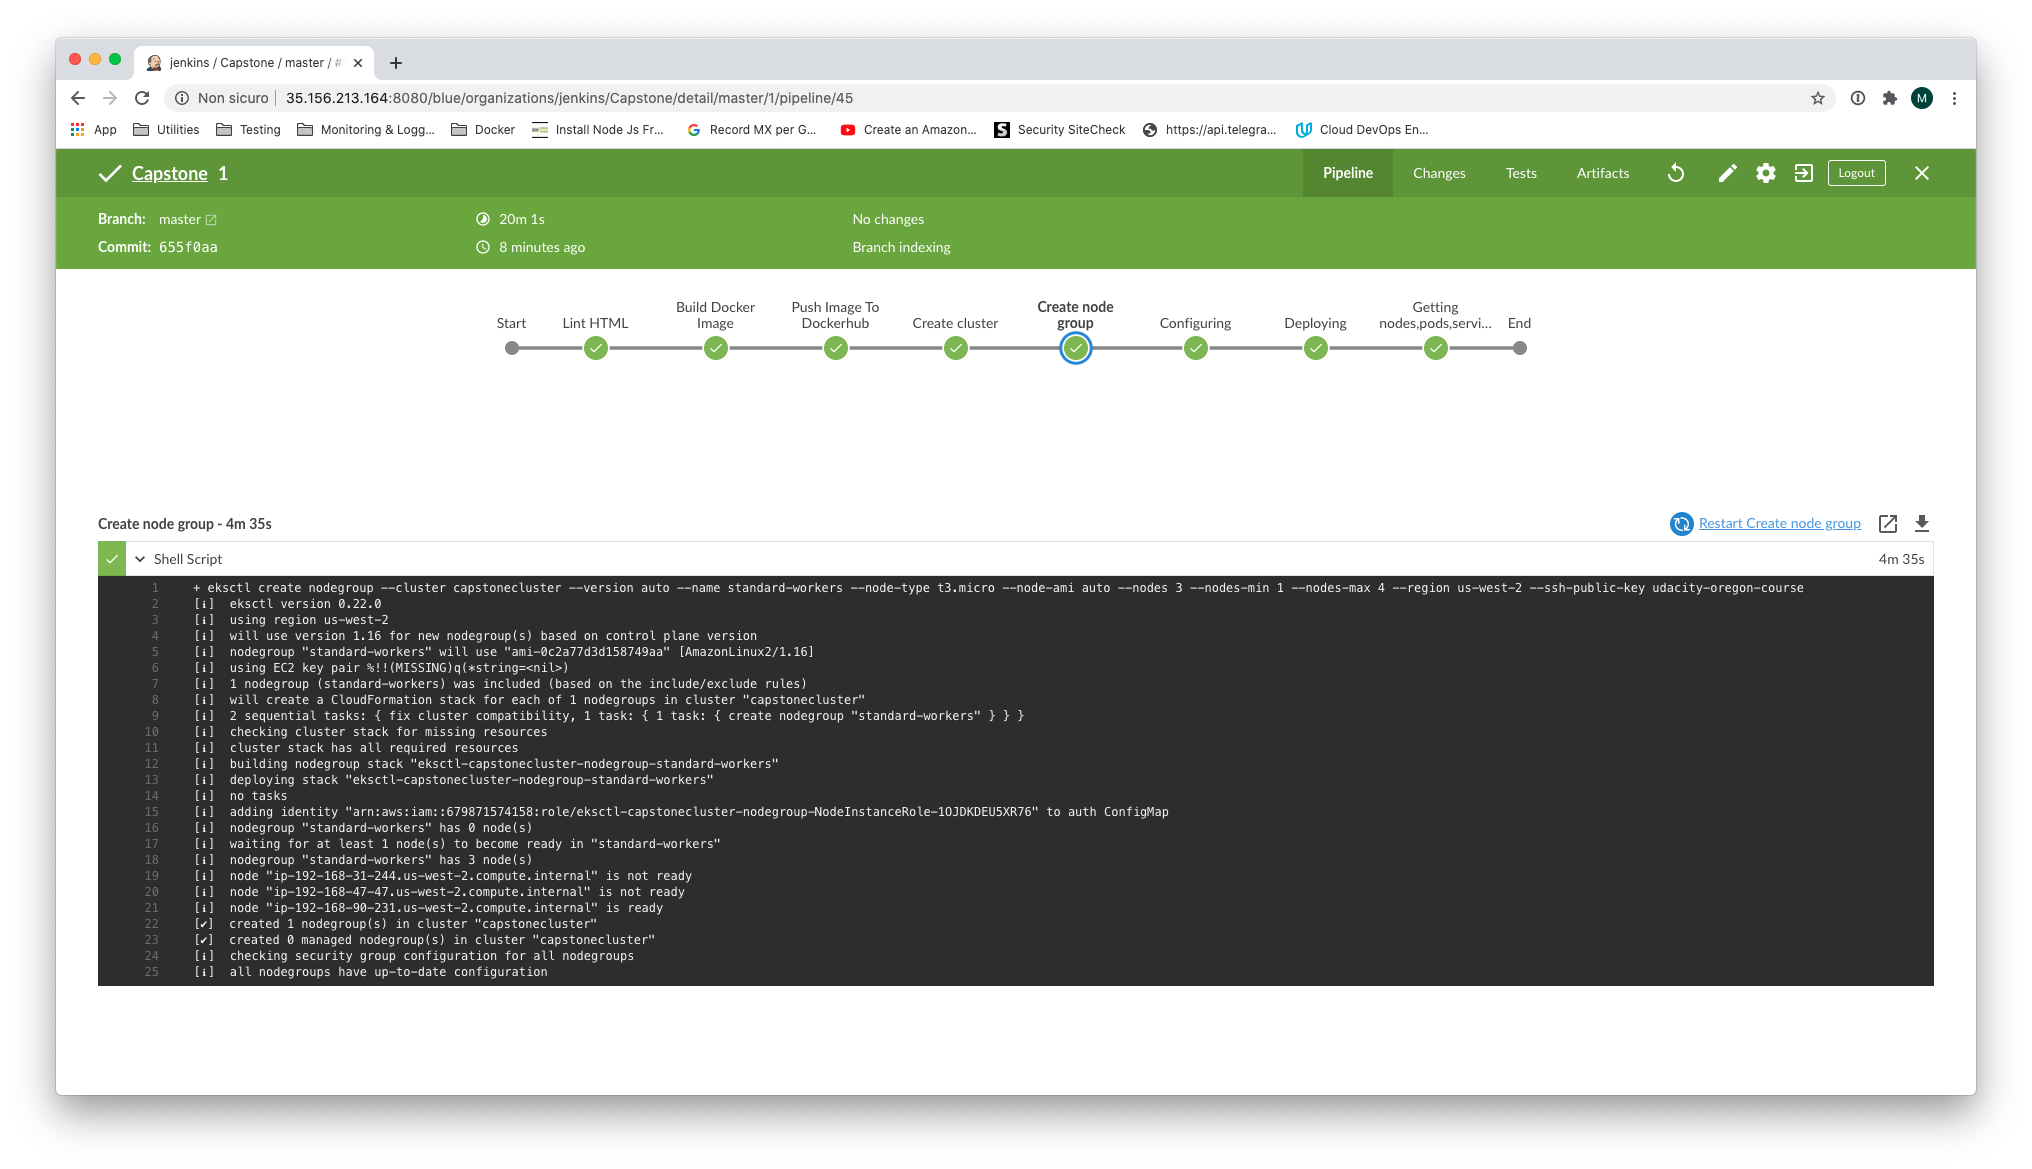 jenkins / Capstone / master / #
Non sicuro
35.156.213.164:8080/blue/organizations/jenkins/Capstone/detail/master/1/pipeline/45
M
App Utilities Testing Monitoring & Logg... Docker Install Node Js Fr... Record MX per G... Create an Amazon... Security SiteCheck https://api.telegra... Cloud DevOps En...
Capstone 1 Pipeline Changes Tests Artifacts Logout
Branch: master 20m 1s No changes
Commit: 655f0aa 8 minutes ago Branch indexing
Start
Lint HTML
Build Docker
Image
Push Image To
Dockerhub
Create cluster
Create node
group
Configuring
Deploying
Getting
nodes,pods,servi...
End
Create node group - 4m 35s Restart Create node group
Shell Script 4m 35s
1 + eksctl create nodegroup --cluster capstonecluster --version auto --name standard-workers --node-type t3.micro --node-ami auto --nodes 3 --nodes-min 1 --nodes-max 4 --region us-west-2 --ssh-public-key udacity-oregon-course
2 [ℹ] eksctl version 0.22.0
3 [ℹ] using region us-west-2
4 [ℹ] will use version 1.16 for new nodegroup(s) based on control plane version
5 [ℹ] nodegroup "standard-workers" will use "ami-0c2a77d3d158749aa" [AmazonLinux2/1.16]
6 [ℹ] using EC2 key pair %!!(MISSING)q(*string=<nil>)
7 [ℹ] 1 nodegroup (standard-workers) was included (based on the include/exclude rules)
8 [ℹ] will create a CloudFormation stack for each of 1 nodegroups in cluster "capstonecluster"
9 [ℹ] 2 sequential tasks: { fix cluster compatibility, 1 task: { 1 task: { create nodegroup "standard-workers" } } }
10 [ℹ] checking cluster stack for missing resources
11 [ℹ] cluster stack has all required resources
12 [ℹ] building nodegroup stack "eksctl-capstonecluster-nodegroup-standard-workers"
13 [ℹ] deploying stack "eksctl-capstonecluster-nodegroup-standard-workers"
14 [ℹ] no tasks
15 [ℹ] adding identity "arn:aws:iam::679871574158:role/eksctl-capstonecluster-nodegroup-NodeInstanceRole-1OJDKDEU5XR76" to auth ConfigMap
16 [ℹ] nodegroup "standard-workers" has 0 node(s)
17 [ℹ] waiting for at least 1 node(s) to become ready in "standard-workers"
18 [ℹ] nodegroup "standard-workers" has 3 node(s)
19 [ℹ] node "ip-192-168-31-244.us-west-2.compute.internal" is not ready
20 [ℹ] node "ip-192-168-47-47.us-west-2.compute.internal" is not ready
21 [ℹ] node "ip-192-168-90-231.us-west-2.compute.internal" is ready
22 [✔] created 1 nodegroup(s) in cluster "capstonecluster"
23 [✔] created 0 managed nodegroup(s) in cluster "capstonecluster"
24 [ℹ] checking security group configuration for all nodegroups
25 [ℹ] all nodegroups have up-to-date configuration